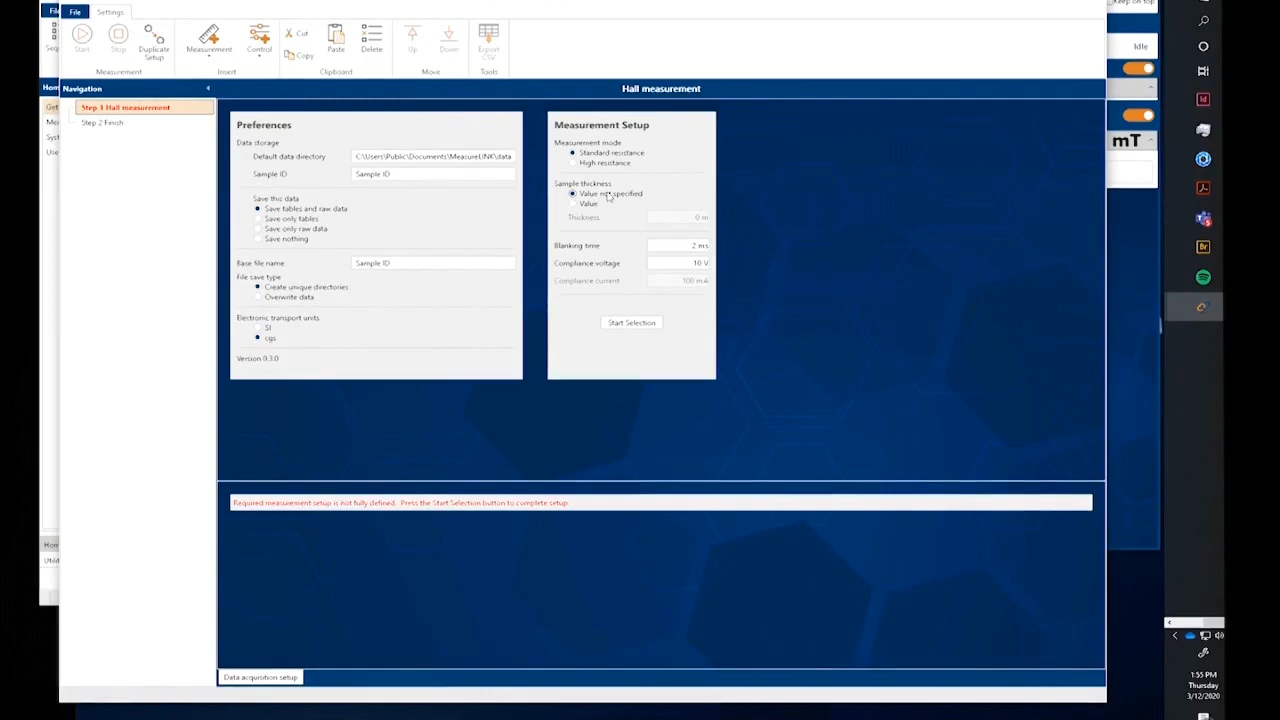 Keep on top
File
Settings
Start
Stop
Duplicate
Setup
Measurement
Control
Cut
Copy
Paste
Delete
Up
Down
Export
CSV
Measurement
Insert
Clipboard
Move
Tools
Idle
Navigation
Hall measurement
Step 1 Hall measurement
Step 2 Finish
Preferences
Data storage
Default data directory
C:\Users\Public\Documents\MeasureLINK\data
Sample ID
Sample ID
Save this data
Save tables and raw data
Save only tables
Save only raw data
Save nothing
Base file name
Sample ID
File save type
Create unique directories
Overwrite data
Electronic transport units
SI
cgs
Version 0.3.0
Measurement Setup
Measurement mode
Standard resistance
High resistance
Sample thickness
Value not specified
Value
Thickness
0 m
Blanking time
2 ms
Compliance voltage
10 V
Compliance current
100 mA
Start Selection
mT
Required measurement setup is not fully defined. Press the Start Selection button to complete setup.
Data acquisition setup
1:35 PM
Thursday
3/12/2020